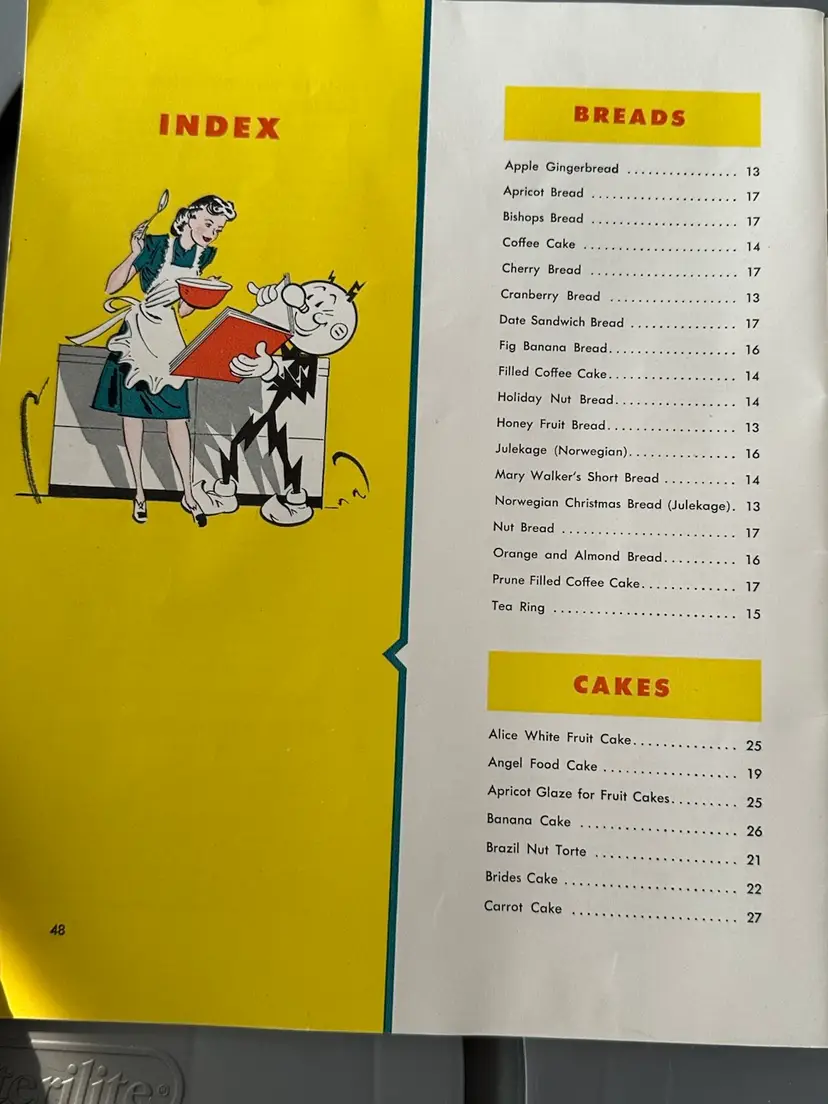 INDEX
48
BREADS
Apple Gingerbread ................ 13
Apricot Bread ..................... 17
Bishops Bread ..................... 17
Coffee Cake ...................... 14
Cherry Bread ..................... 17
Cranberry Bread .................. 13
Date Sandwich Bread ............... 17
Fig Banana Bread.................. 16
Filled Coffee Cake.................. 14
Holiday Nut Bread................. 14
Honey Fruit Bread.................. 13
Julekage (Norwegian)............... 16
Mary Walker's Short Bread .......... 14
Norwegian Christmas Bread (Julekage). 13
Nut Bread ........................ 17
Orange and Almond Bread.......... 16
Prune Filled Coffee Cake............. 17
Tea Ring ......................... 15
CAKES
Alice White Fruit Cake.............. 25
Angel Food Cake .................. 19
Apricot Glaze for Fruit Cakes......... 25
Banana Cake ..................... 26
Brazil Nut Torte ................... 21
Brides Cake ....................... 22
Carrot Cake ...................... 27
terilite®